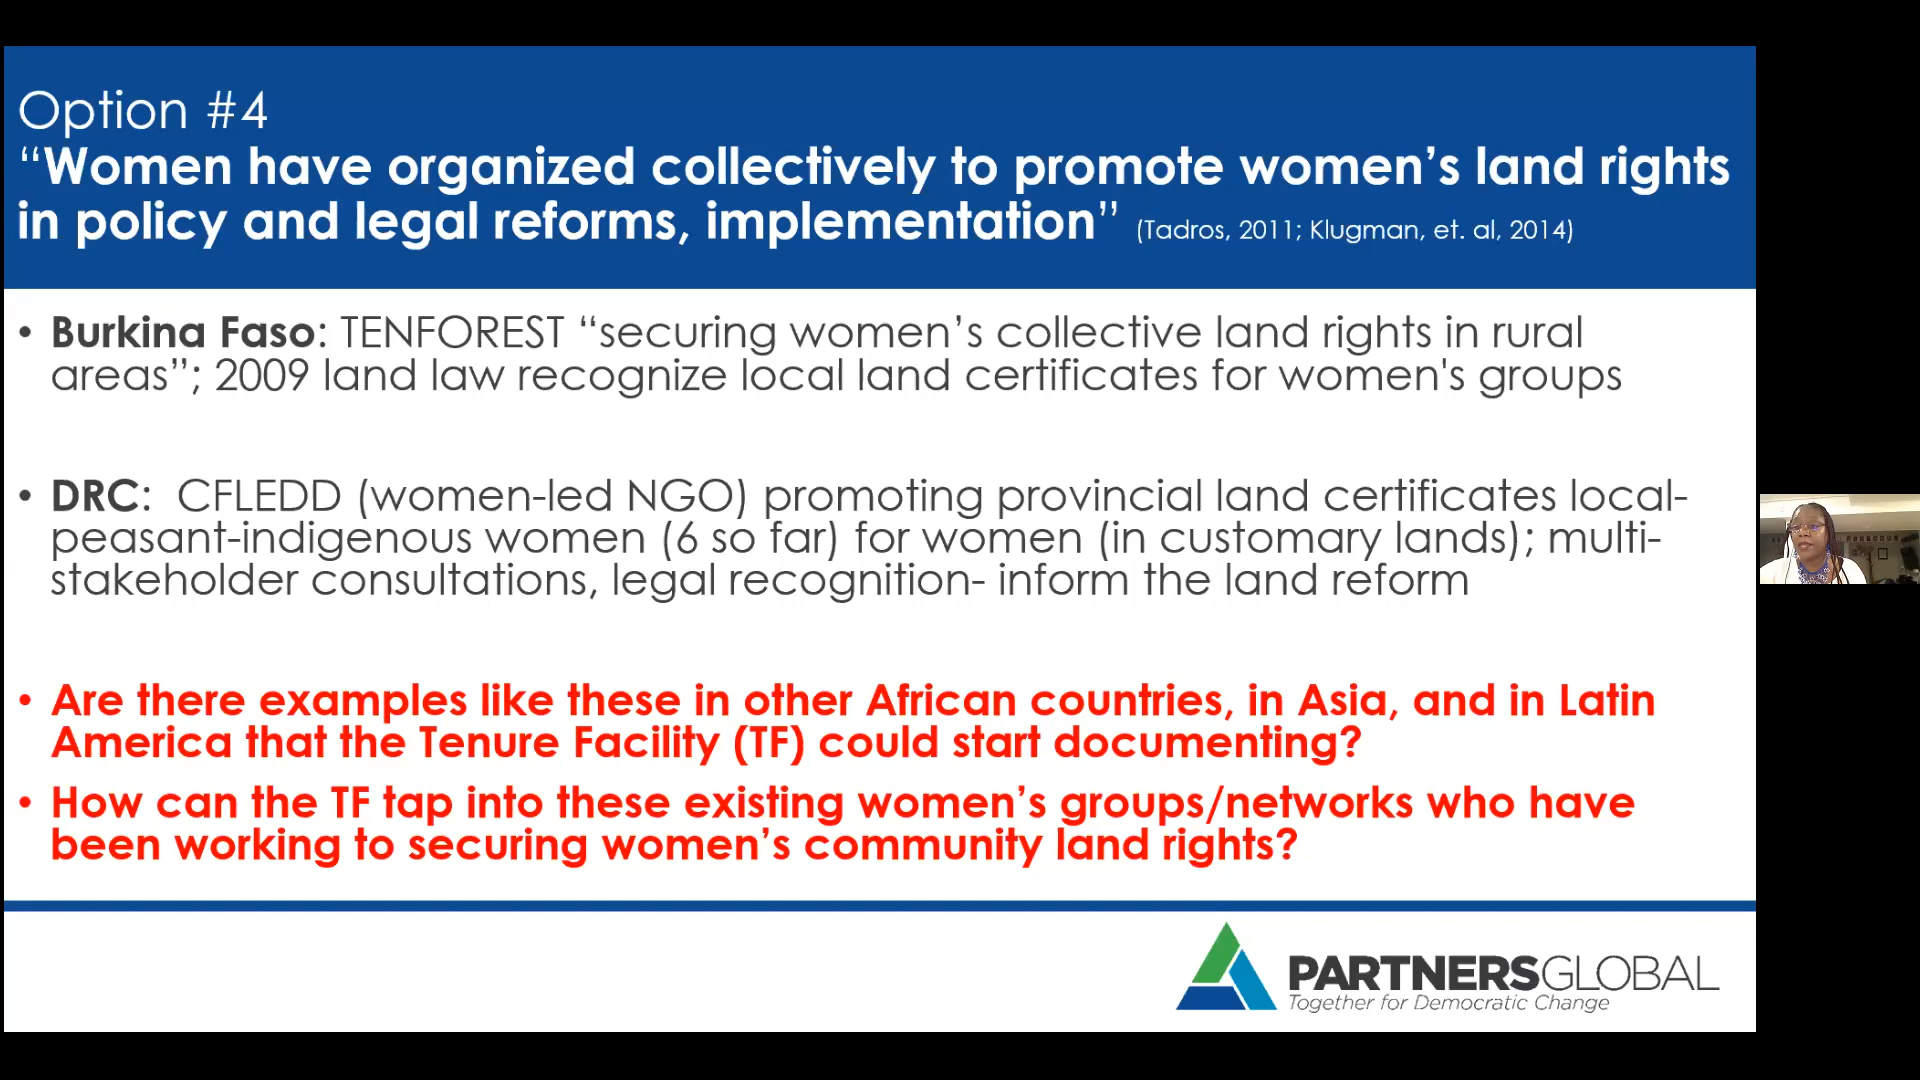 Option #4
“Women have organized collectively to promote women’s land rights
in policy and legal reforms, implementation” (Tadros, 2011; Klugman, et. al, 2014)
• Burkina Faso: TENFOREST “securing women’s collective land rights in rural
areas”; 2009 land law recognize local land certificates for women's groups
• DRC:  CFLEDD (women-led NGO) promoting provincial land certificates local-
peasant-indigenous women (6 so far) for women (in customary lands); multi-
stakeholder consultations, legal recognition- inform the land reform
• Are there examples like these in other African countries, in Asia, and in Latin
America that the Tenure Facility (TF) could start documenting?
• How can the TF tap into these existing women’s groups/networks who have
been working to securing women’s community land rights?
PARTNERSGLOBAL
Together for Democratic Change